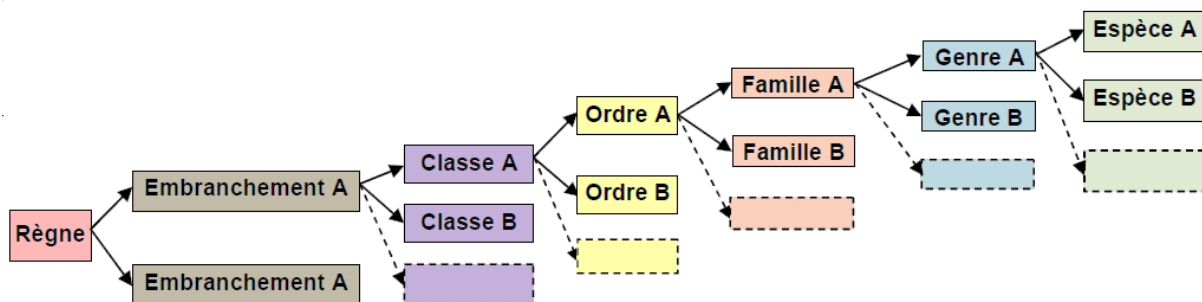 Règne
Embranchement A
Embranchement A
Classe A
Classe B
Ordre A
Ordre B
Famille A
Famille B
Genre A
Genre B
Espèce A
Espèce B